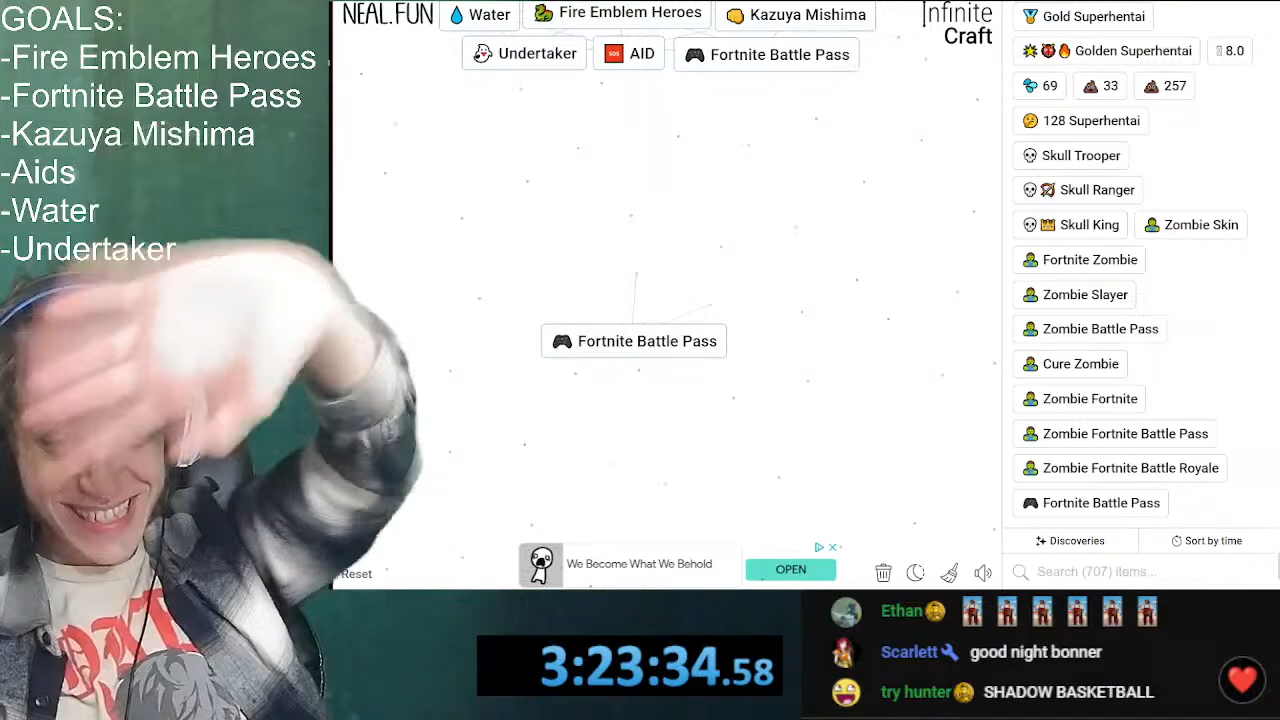 GOALS:
-Fire Emblem Heroes
-Fortnite Battle Pass
-Kazuya Mishima
-Aids
-Water
-Undertaker
NEAL.FUN
Water
Fire Emblem Heroes
Kazuya Mishima
Undertaker
SOS AID
Fortnite Battle Pass
Infinite
Craft
Fortnite Battle Pass
Gold Superhentai
Golden Superhentai
8.0
69
33
257
128 Superhentai
Skull Trooper
Skull Ranger
Skull King
Zombie Skin
Fortnite Zombie
Zombie Slayer
Zombie Battle Pass
Cure Zombie
Zombie Fortnite
Zombie Fortnite Battle Pass
Zombie Fortnite Battle Royale
Fortnite Battle Pass
Discoveries
Sort by time
Search (707) items...
Reset
We Become What We Behold
OPEN
3:23:34.58
Ethan
Scarlett good night bonner
try hunter SHADOW BASKETBALL